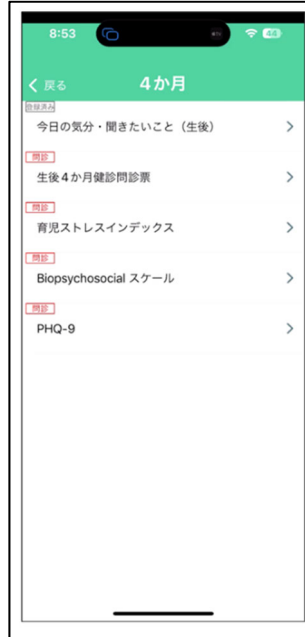 8:53
44
戻る
4か月
登録済み
今日の気分・聞きたいこと（生後）
問診
生後4か月健診問診票
問診
育児ストレスインデックス
問診
Biopsychosocial スケール
問診
PHQ-9